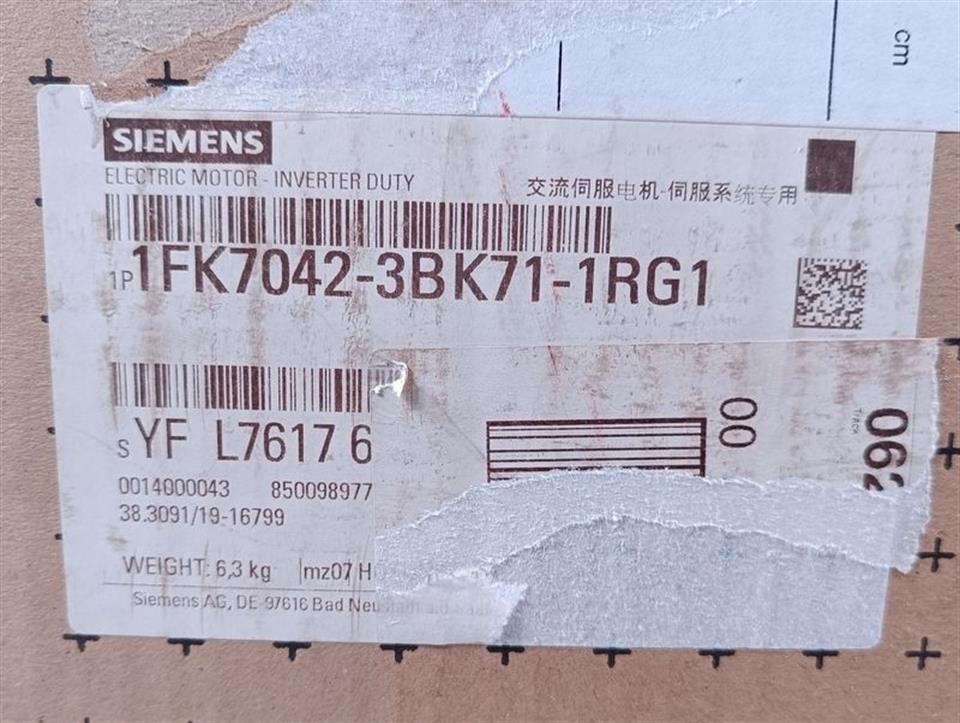 cm
SIEMENS
ELECTRIC MOTOR - INVERTER DUTY
交流伺服电机-伺服系统专用
1P 1FK7042-3BK71-1RG1
S YF L7617 6
00
Track
062
0014000043 850098977
38.3091/19-16799
WEIGHT: 6,3 kg mz07 H
Siemens AG, DE-97616 Bad